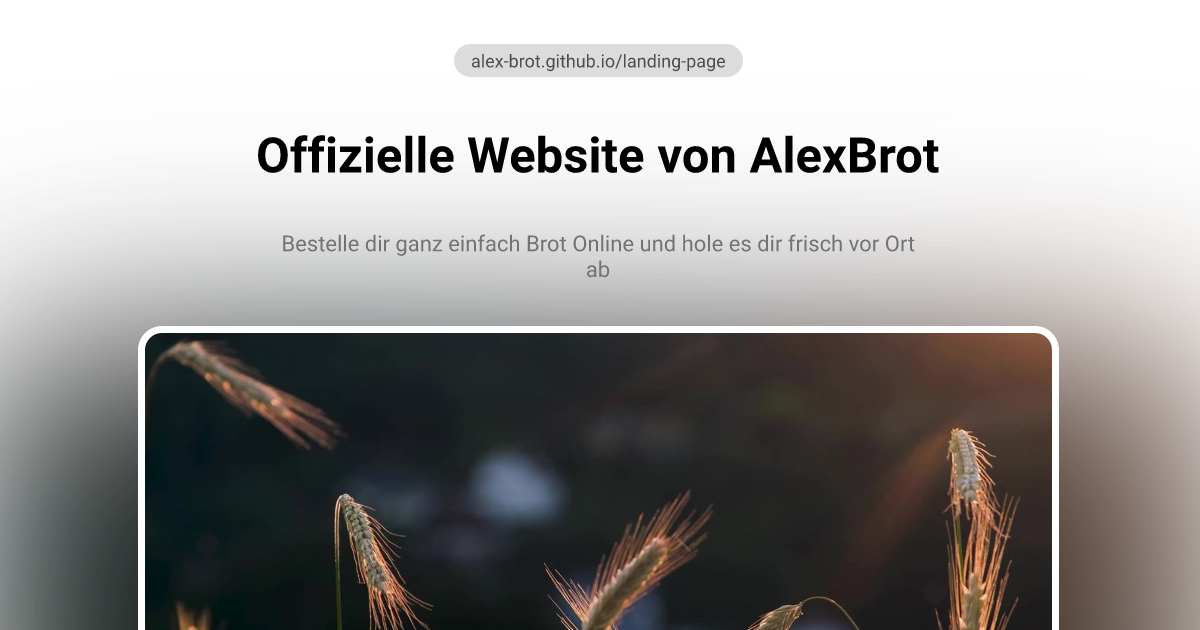 alex-brot.github.io/landing-page
Offizielle Website von AlexBrot
Bestelle dir ganz einfach Brot Online und hole es dir frisch vor Ort
ab